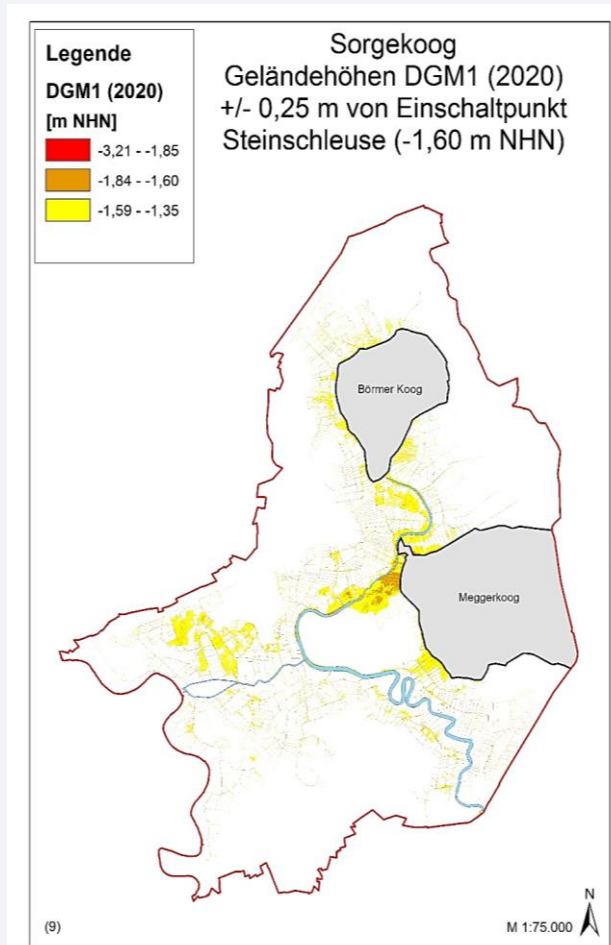 Legende
DGM1 (2020)
[m NHN]
-3,21 - -1,85
-1,84 - -1,60
-1,59 - -1,35
Sorgekoog
Geländehöhen DGM1 (2020)
+/- 0,25 m von Einschaltpunkt
Steinschleuse (-1,60 m NHN)
Börmer Koog
Meggerkoog
(9)
N
M 1:75.000